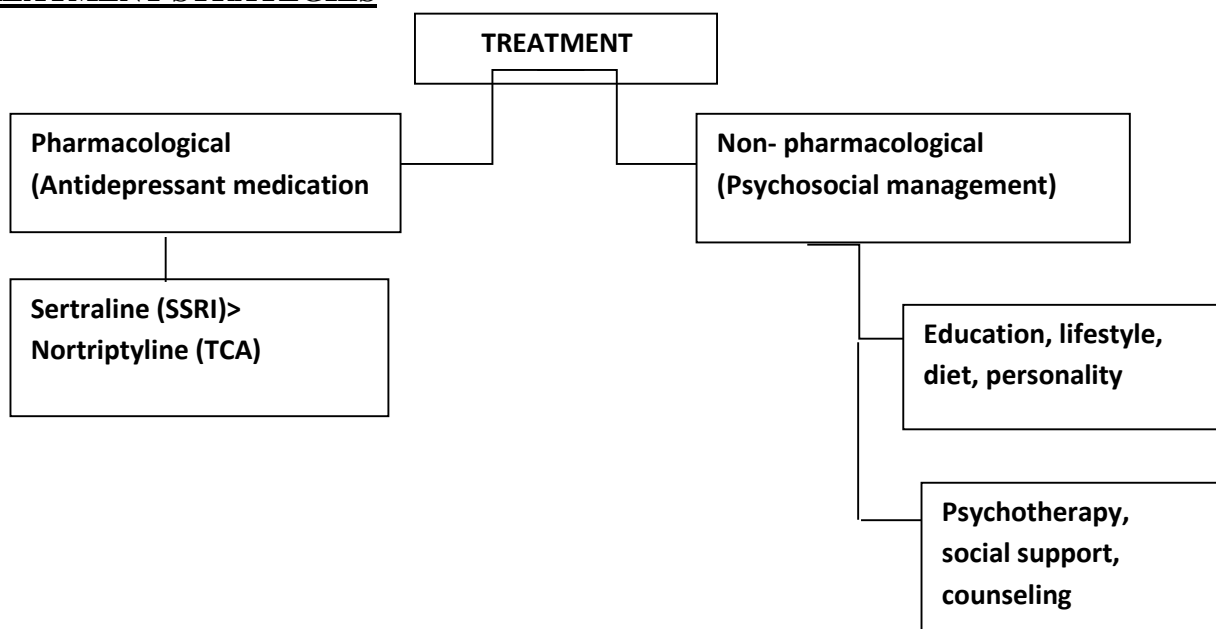 TREATMENT
Pharmacological
(Antidepressant medication
Non- pharmacological
(Psychosocial management)
Sertraline (SSRI)>
Nortriptyline (TCA)
Education, lifestyle,
diet, personality
Psychotherapy,
social support,
counseling